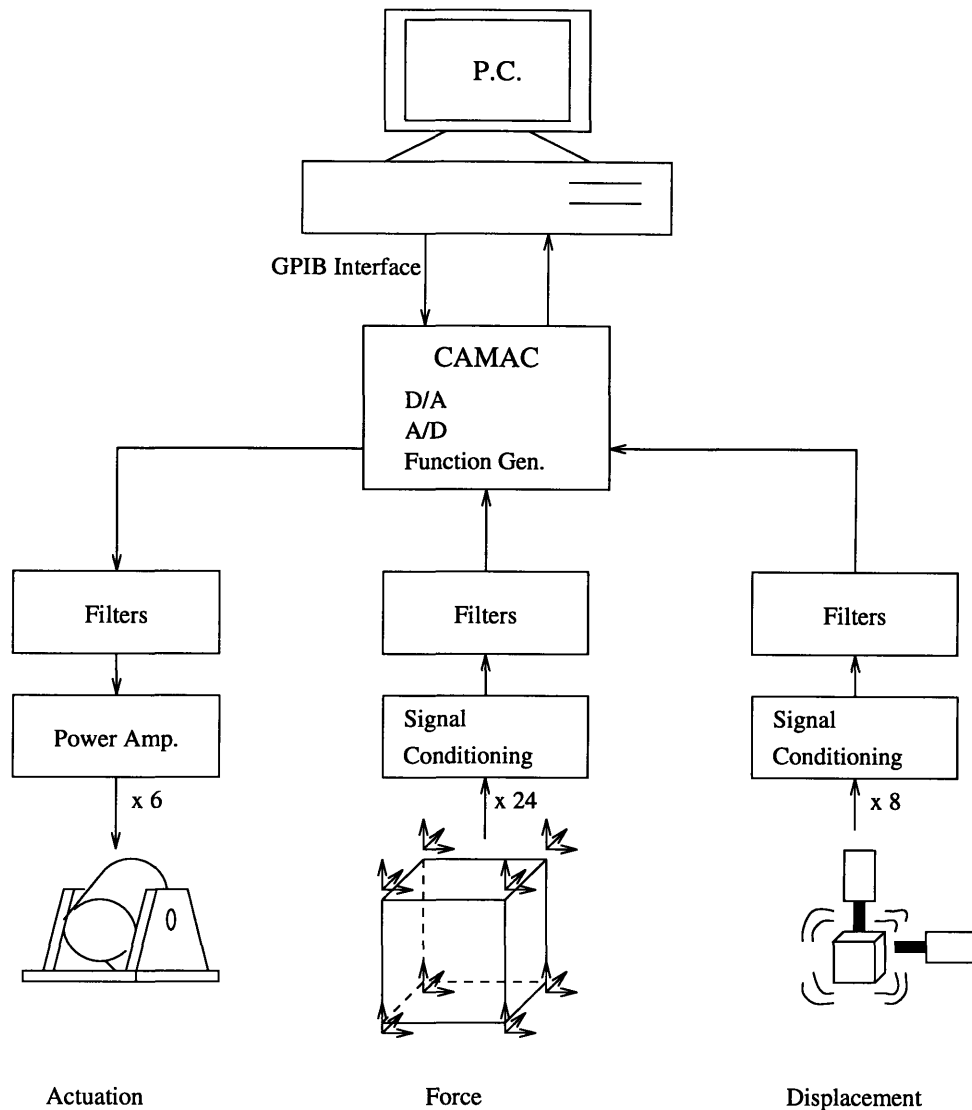 P.C.
GPIB Interface
CAMAC
D/A
A/D
Function Gen.
Filters
Filters
Filters
Power Amp.
Signal
Conditioning
Signal
Conditioning
x 6
x 24
x 8
Actuation
Force
Displacement